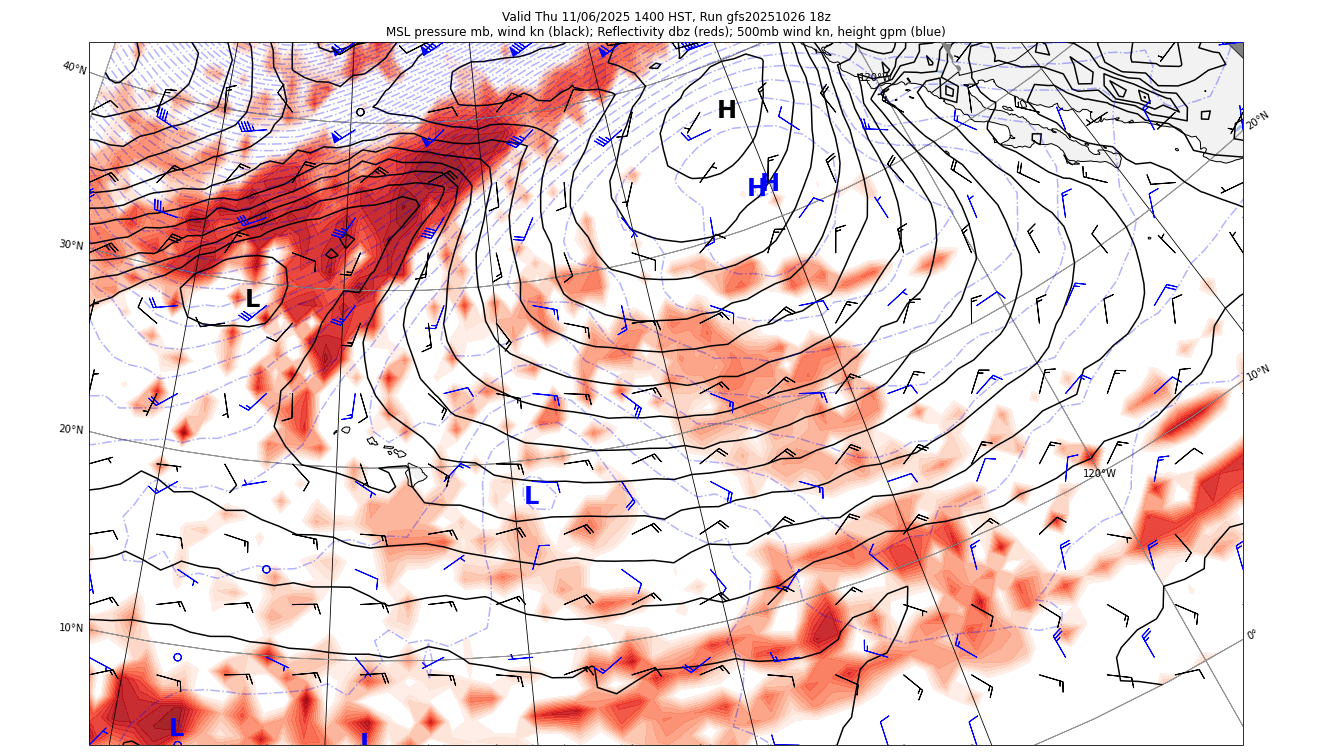 Valid Thu 11/06/2025 1400 HST, Run gfs20251026 18z
MSL pressure mb, wind kn (black); Reflectivity dbz (reds); 500mb wind kn, height gpm (blue)
40°N
120°W
H
20°N
H
H
30°N
L
10°N
20°N
120°W
L
10°N
0°
L
L